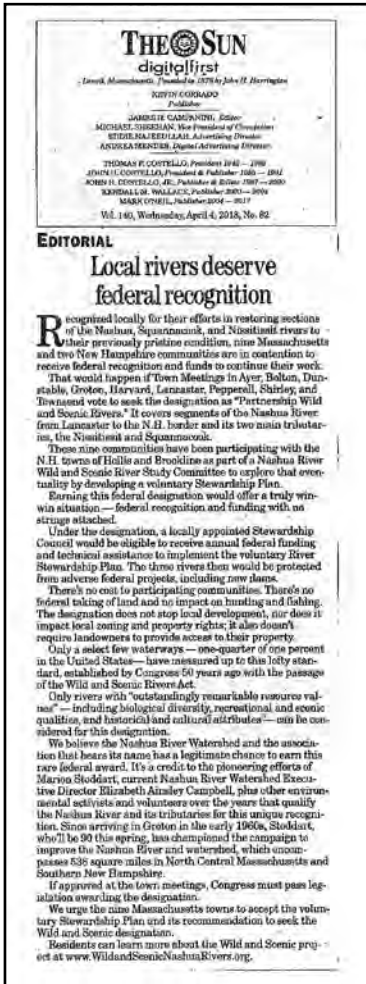 THE SUN
digitalfirst
Lowell, Massachusetts, Founded in 1878 by John H. Harrington
KEVIN CORRADO
Publisher
JAMES H. CAMPANINI, Editor
MICHAEL SHEEHAN, Vice President of Circulation
EDDIE NAJEEULLAH, Advertising Director
ANDREA MENDES, Digital Advertising Director
THOMAS F. COSTELLO, President
JOHN H. COSTELLO, President & Publisher
JOHN H. COSTELLO, JR., Publisher & Editor
KENDALL M. WALLACE, Publisher
MARK O'NEIL, Publisher
Vol. 140, Wednesday, April 4, 2018, No. 82
EDITORIAL
Local rivers deserve
federal recognition
Recognized locally for their efforts in restoring sections
of the Nashua, Squannacook, and Nissitissit rivers to
their previously pristine condition, nine Massachusetts
and two New Hampshire communities are in contention to
receive federal recognition and funds to continue their work.
That would happen if Town Meetings in Ayer, Bolton, Dun-
stable, Groton, Harvard, Lancaster, Pepperell, Shirley, and
Townsend vote to seek the designation as "Partnership Wild
and Scenic Rivers." It covers segments of the Nashua River
from Lancaster to the N.H. border and its two main tributar-
ies, the Nissitissit and Squannacook.
These nine communities have been participating with the
N.H. towns of Hollis and Brookline as part of a Nashua River
Wild and Scenic River Study Committee to explore that even-
tuality by developing a voluntary Stewardship Plan.
Earning this federal designation would offer a truly win-
win situation — federal recognition and funding with no
strings attached.
Under the designation, a locally appointed Stewardship
Council would be eligible to receive annual federal funding
and technical assistance to implement the voluntary River
Stewardship Plan. The three rivers then would be protected
from adverse federal projects, including new dams.
There's no cost to participating communities. There's no
federal taking of land and no impact on hunting and fishing.
The designation does not stop local development, nor does it
impact local zoning and property rights; it also doesn't
require landowners to provide access to their property.
Only a select few waterways — one-quarter of one percent
in the United States— have measured up to this lofty stan-
dard, established by Congress 50 years ago with the passage
of the Wild and Scenic Rivers Act.
Only rivers with "outstandingly remarkable resource val-
ues" — including biological diversity, recreational and scenic
qualities, and historical and cultural attributes — can be con-
sidered for this designation.
We believe the Nashua River Watershed and the associa-
tion that bears its name has a legitimate chance to earn this
rare federal award. It's a credit to the pioneering efforts of
Marion Stoddart, current Nashua River Watershed Execu-
tive Director Elizabeth Ainsley Campbell, plus other environ-
mental activists and volunteers over the years that qualify
the Nashua River and its tributaries for this unique recogni-
tion. Since arriving in Groton in the early 1960s, Stoddart,
who'll be 90 this spring, has championed the campaign to
improve the Nashua River and watershed, which encom-
passes 538 square miles in North Central Massachusetts and
Southern New Hampshire.
If approved at the town meetings, Congress must pass leg-
islation awarding the designation.
We urge the nine Massachusetts towns to accept the volun-
tary Stewardship Plan and its recommendation to seek the
Wild and Scenic designation.
Residents can learn more about the Wild and Scenic proj-
ect at www.WildandScenicNashuaRivers.org.